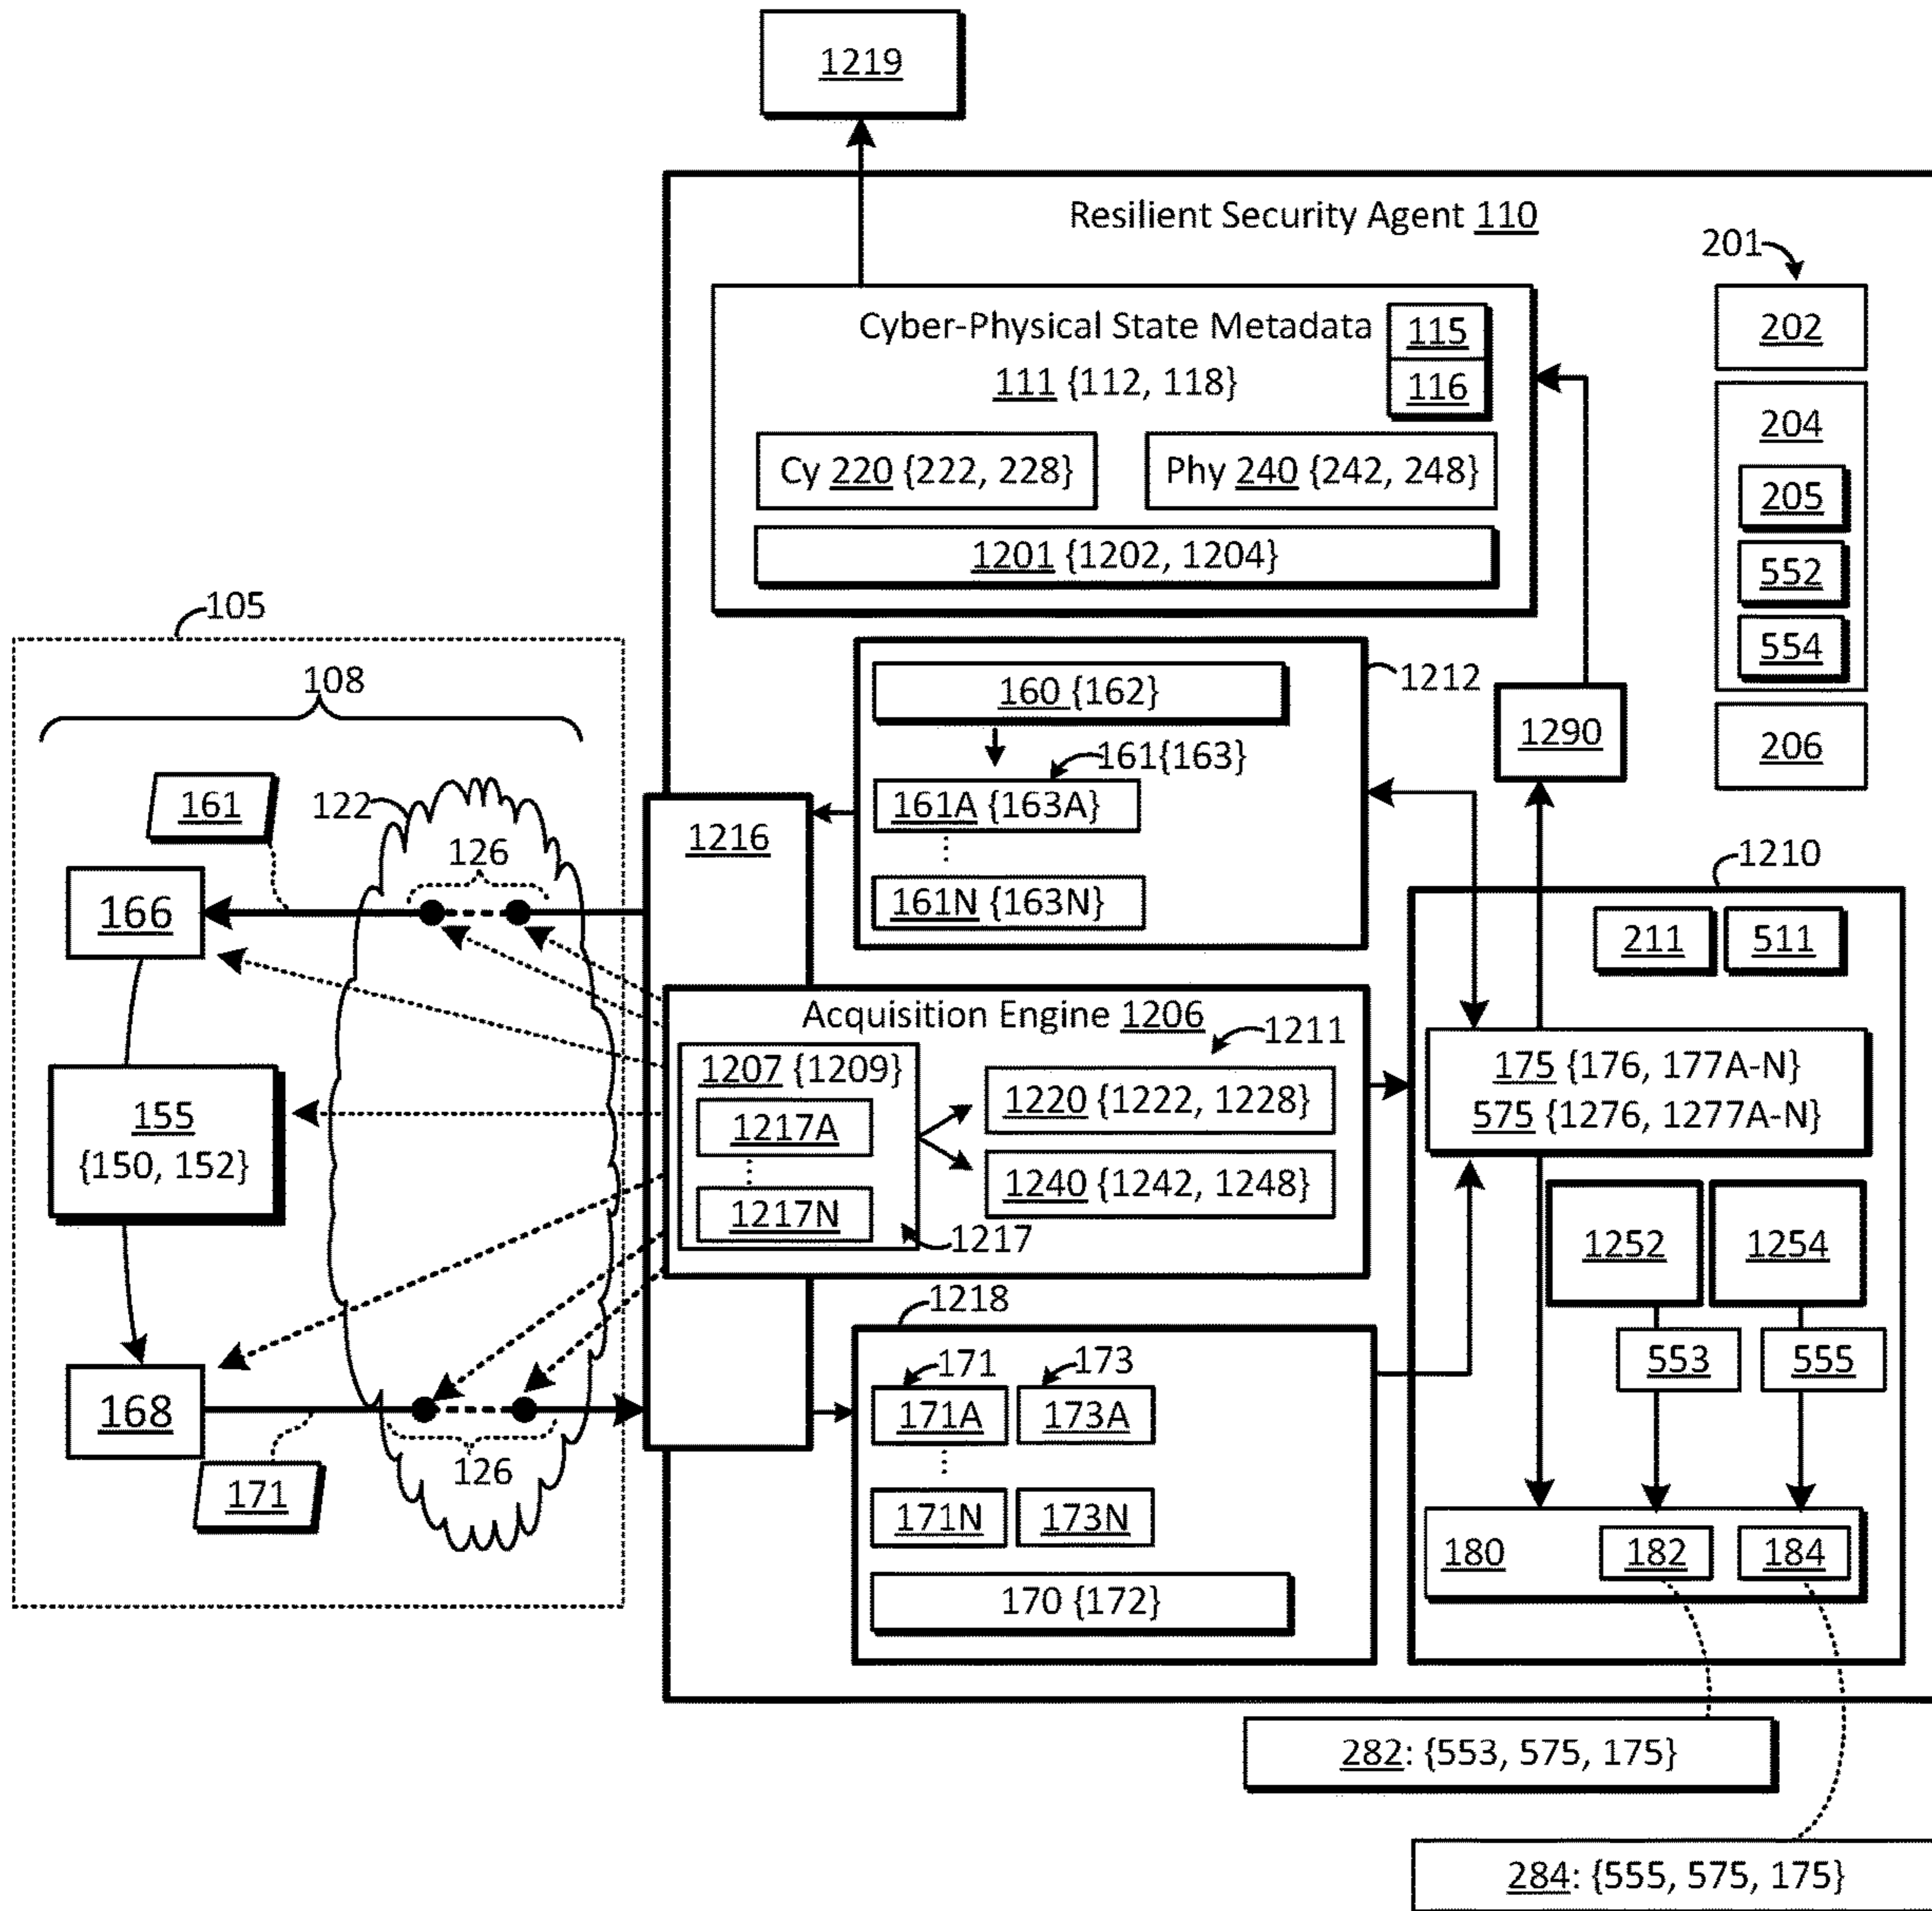 1219
Resilient Security Agent 110
201
Cyber-Physical State Metadata
111 {112, 118}
115
116
Cy 220 {222, 228}
Phy 240 {242, 248}
1201 {1202, 1204}
202
204
205
552
554
206
105
108
161
122
126
166
155
{150, 152}
168
171
126
1216
1212
160 {162}
161{163}
161A {163A}
161N {163N}
1290
Acquisition Engine 1206
1211
1207 {1209}
1217A
1217N
1217
1220 {1222, 1228}
1240 {1242, 1248}
1218
171
173
171A
173A
171N
173N
170 {172}
1210
211
511
175 {176, 177A-N}
575 {1276, 1277A-N}
1252
1254
553
555
180
182
184
282: {553, 575, 175}
284: {555, 575, 175}